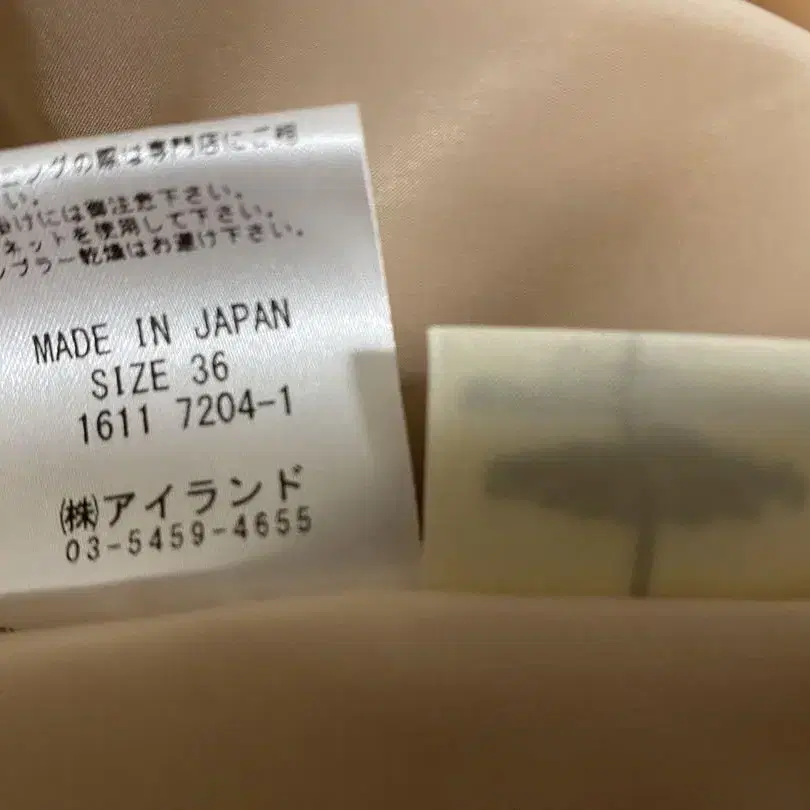 ニングの際は専門店にご相
い。
掛けには御注意下さい。
ネットを使用して下さい。
ンブラー乾燥はお避け下さい。
MADE IN JAPAN
SIZE 36
1611 7204-1
㈱アイランド
03-5459-4655